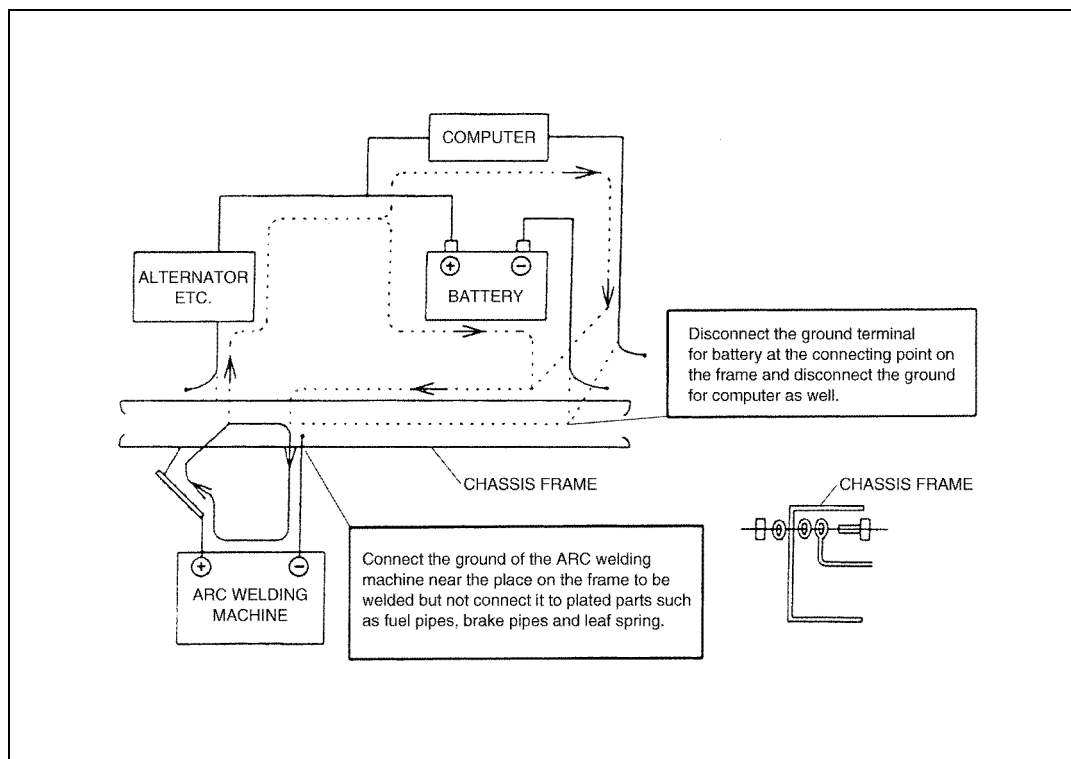 COMPUTER
ALTERNATOR
ETC.
+
−
BATTERY
Disconnect the ground terminal
for battery at the connecting point on
the frame and disconnect the ground
for computer as well.
CHASSIS FRAME
CHASSIS FRAME
+
−
ARC WELDING
MACHINE
Connect the ground of the ARC welding
machine near the place on the frame to be
welded but not connect it to plated parts such
as fuel pipes, brake pipes and leaf spring.